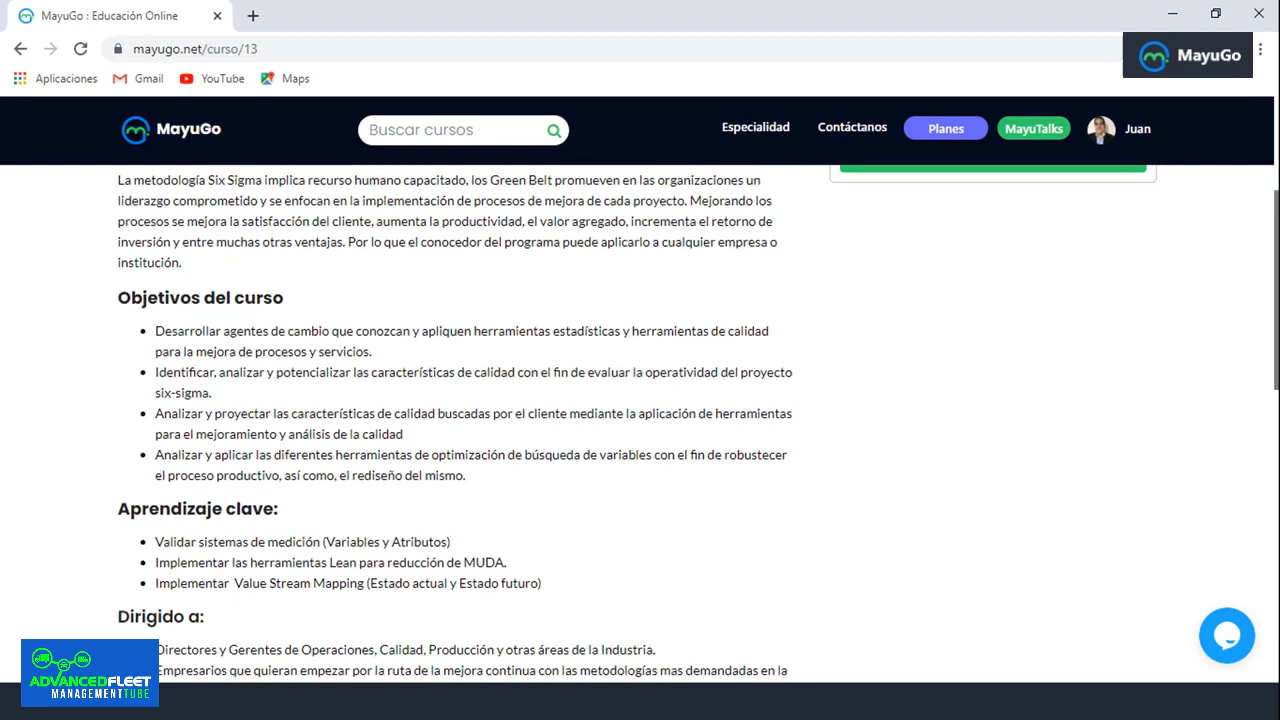 MayuGo : Educación Online
mayugo.net/curso/13
Aplicaciones
Gmail
YouTube
Maps
MayuGo
MayuGo
Buscar cursos
Especialidad
Contáctanos
Planes
MayuTalks
Juan
La metodología Six Sigma implica recurso humano capacitado, los Green Belt promueven en las organizaciones un
liderazgo comprometido y se enfocan en la implementación de procesos de mejora de cada proyecto. Mejorando los
procesos se mejora la satisfacción del cliente, aumenta la productividad, el valor agregado, incrementa el retorno de
inversión y entre muchas otras ventajas. Por lo que el conocedor del programa puede aplicarlo a cualquier empresa o
institución.
Objetivos del curso
Desarrollar agentes de cambio que conozcan y apliquen herramientas estadísticas y herramientas de calidad
para la mejora de procesos y servicios.
Identificar, analizar y potencializar las características de calidad con el fin de evaluar la operatividad del proyecto
six-sigma.
Analizar y proyectar las características de calidad buscadas por el cliente mediante la aplicación de herramientas
para el mejoramiento y análisis de la calidad
Analizar y aplicar las diferentes herramientas de optimización de búsqueda de variables con el fin de robustecer
el proceso productivo, así como, el rediseño del mismo.
Aprendizaje clave:
Validar sistemas de medición (Variables y Atributos)
Implementar las herramientas Lean para reducción de MUDA.
Implementar Value Stream Mapping (Estado actual y Estado futuro)
Dirigido a:
Directores y Gerentes de Operaciones, Calidad, Producción y otras áreas de la Industria.
Empresarios que quieran empezar por la ruta de la mejora continua con las metodologías mas demandadas en la
ADVANCEDFLEET
MANAGEMENTTUBE